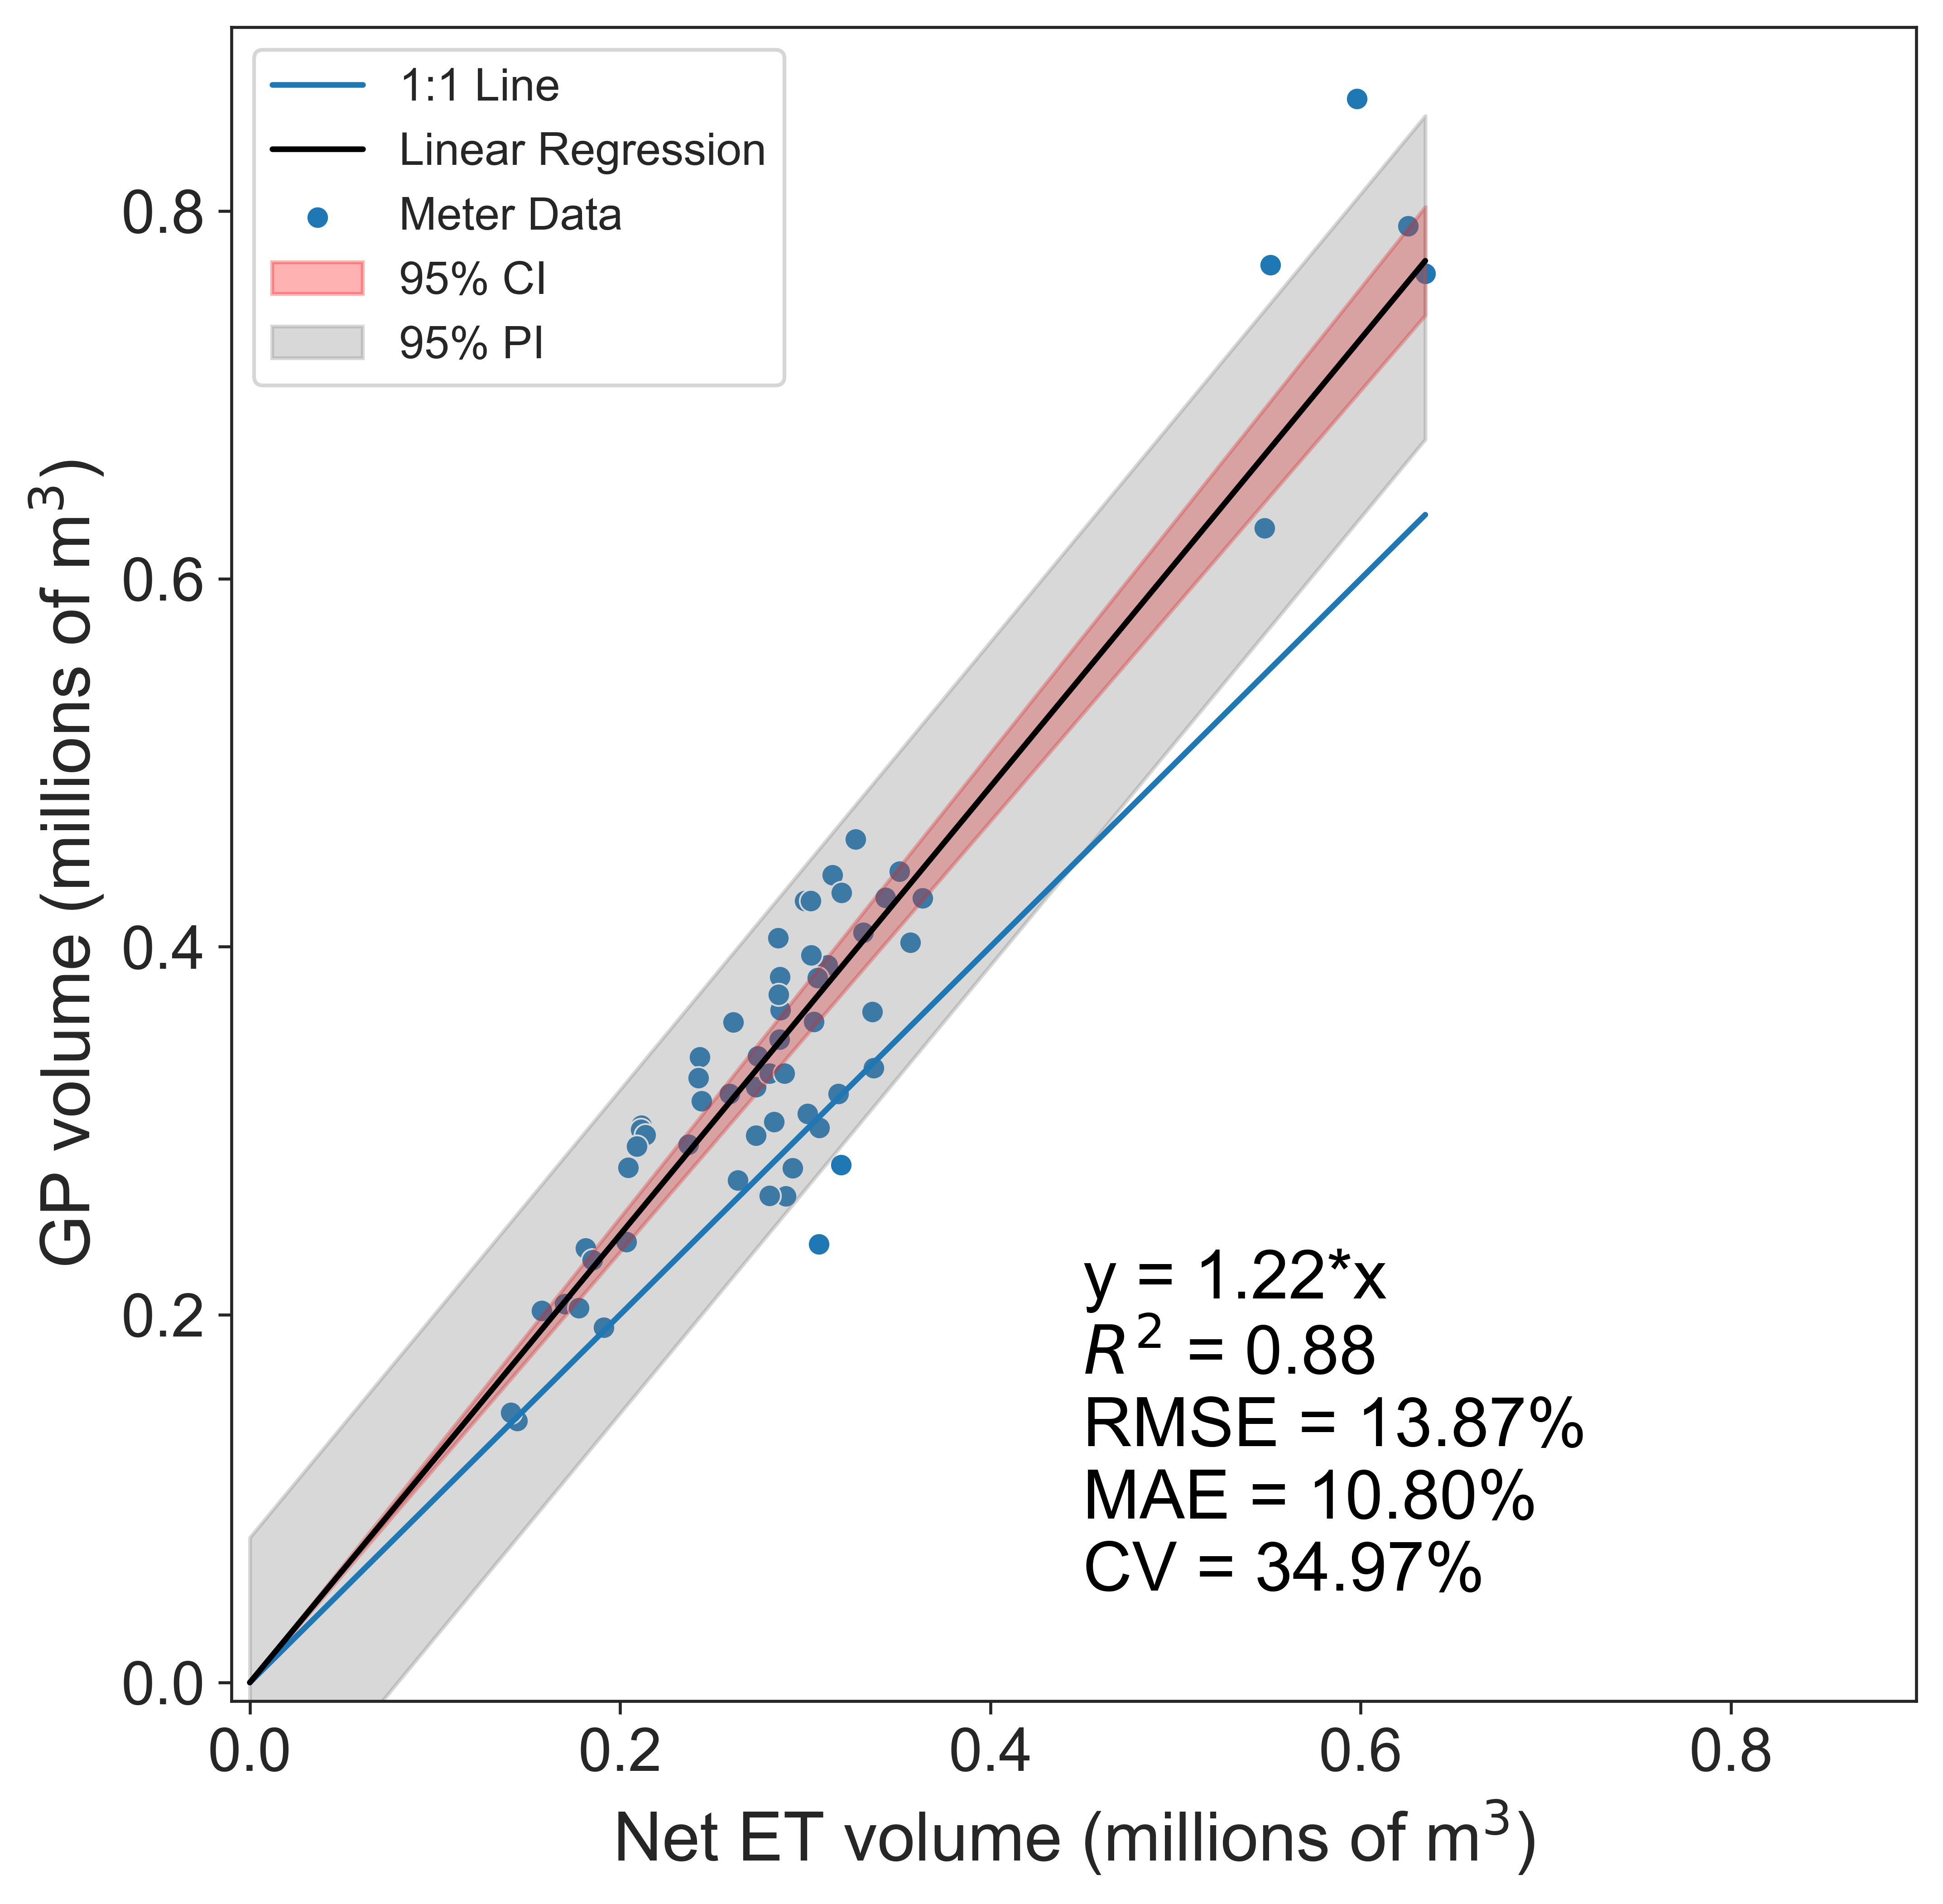 1:1 Line
Linear Regression
Meter Data
95% CI
95% PI
GP volume (millions of m³)
0.8
0.6
0.4
0.2
0.0
y = 1.22*x
R² = 0.88
RMSE = 13.87%
MAE = 10.80%
CV = 34.97%
0.0 0.2 0.4 0.6 0.8
Net ET volume (millions of m³)